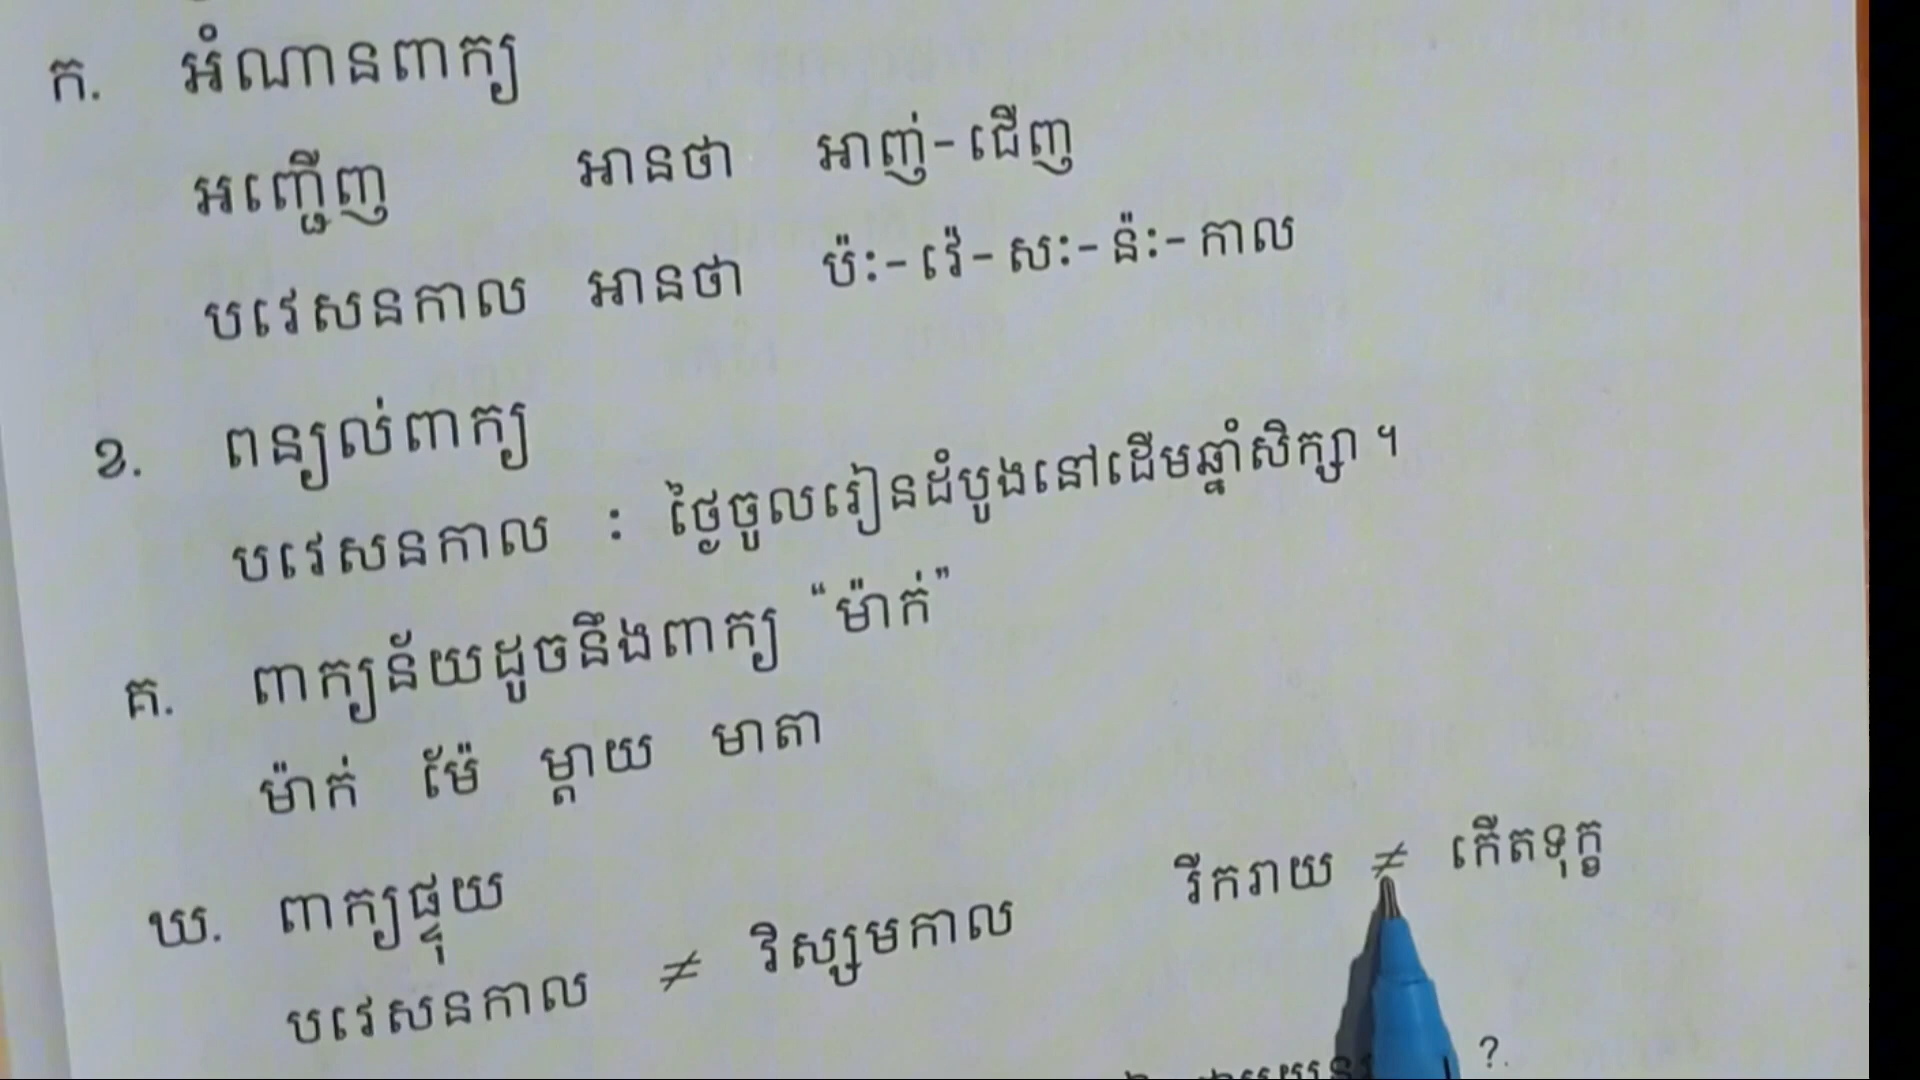 ក. អំណានពាក្យ
អញ្ជើញ អានថា អាញ់-ជើញ
បវេសនកាល អានថា ប៉ៈ-វ៉េ-សៈ-ន៉ៈ-កាល
ខ. ពន្យល់ពាក្យ
បវេសនកាល : ថ្ងៃចូលរៀនដំបូងនៅដើមឆ្នាំសិក្សា ។
គ. ពាក្យន័យដូចនឹងពាក្យ “ម៉ាក់”
ម៉ាក់ ម៉ែ ម្ដាយ មាតា
ឃ. ពាក្យផ្ទុយ
បវេសនកាល ≠ វិស្សមកាល រីករាយ ≠ កើតទុក្ខ
?